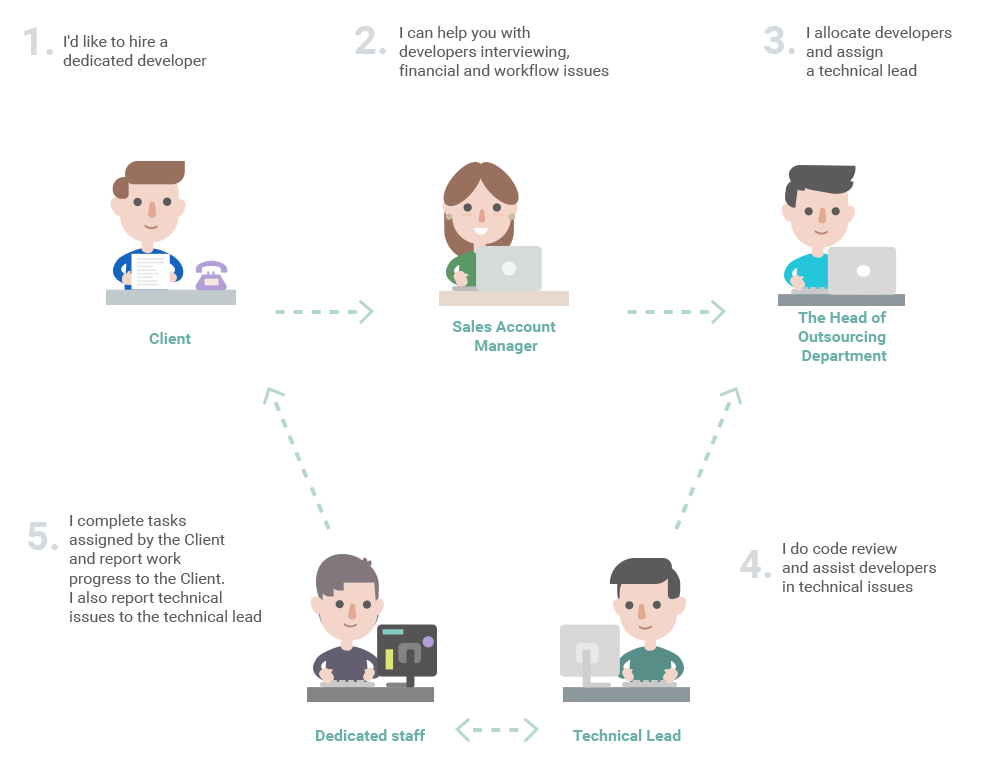 1.
I'd like to hire a
dedicated developer
2.
I can help you with
developers interviewing,
financial and workflow issues
3.
I allocate developers
and assign
a technical lead
Client
Sales Account
Manager
The Head of
Outsourcing
Department
5.
I complete tasks
assigned by the Client
and report work
progress to the Client.
I also report technical
issues to the technical lead
4.
I do code review
and assist developers
in technical issues
Dedicated staff
Technical Lead